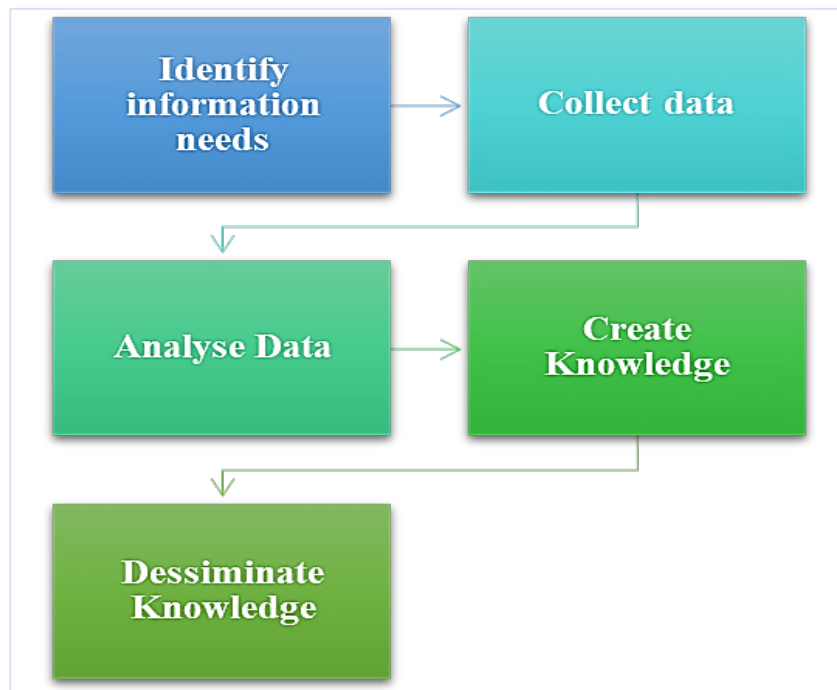 Identify
information
needs
Collect data
Analyse Data
Create
Knowledge
Dessiminate
Knowledge